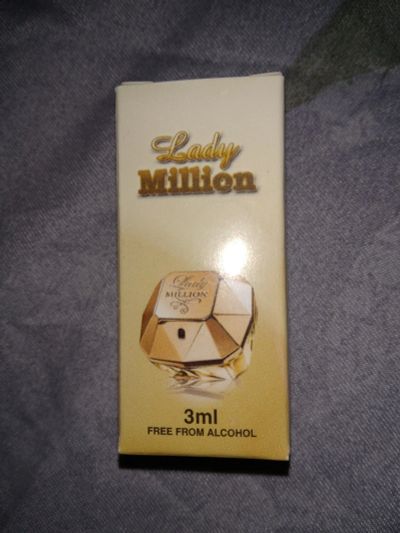 Lady
Million
Lady
MILLION
3ml
FREE FROM ALCOHOL